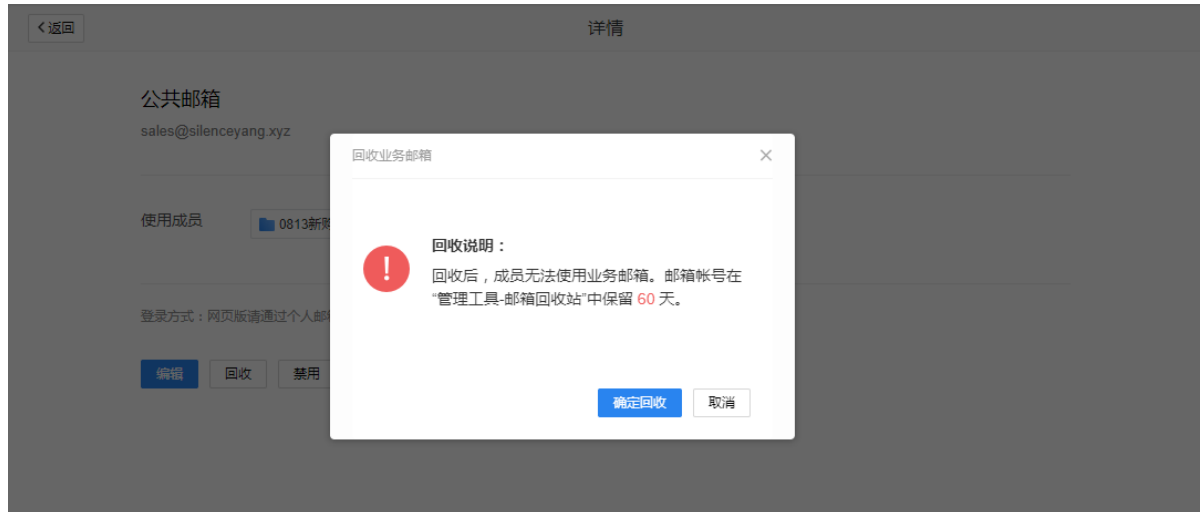 返回
详情
公共邮箱
sales@silenceyang.xyz
回收业务邮箱
使用成员
0813新购
回收说明：
回收后，成员无法使用业务邮箱。邮箱帐号在
“管理工具-邮箱回收站”中保留 60 天。
登录方式：网页版请通过个人邮
编辑
回收
禁用
确定回收
取消